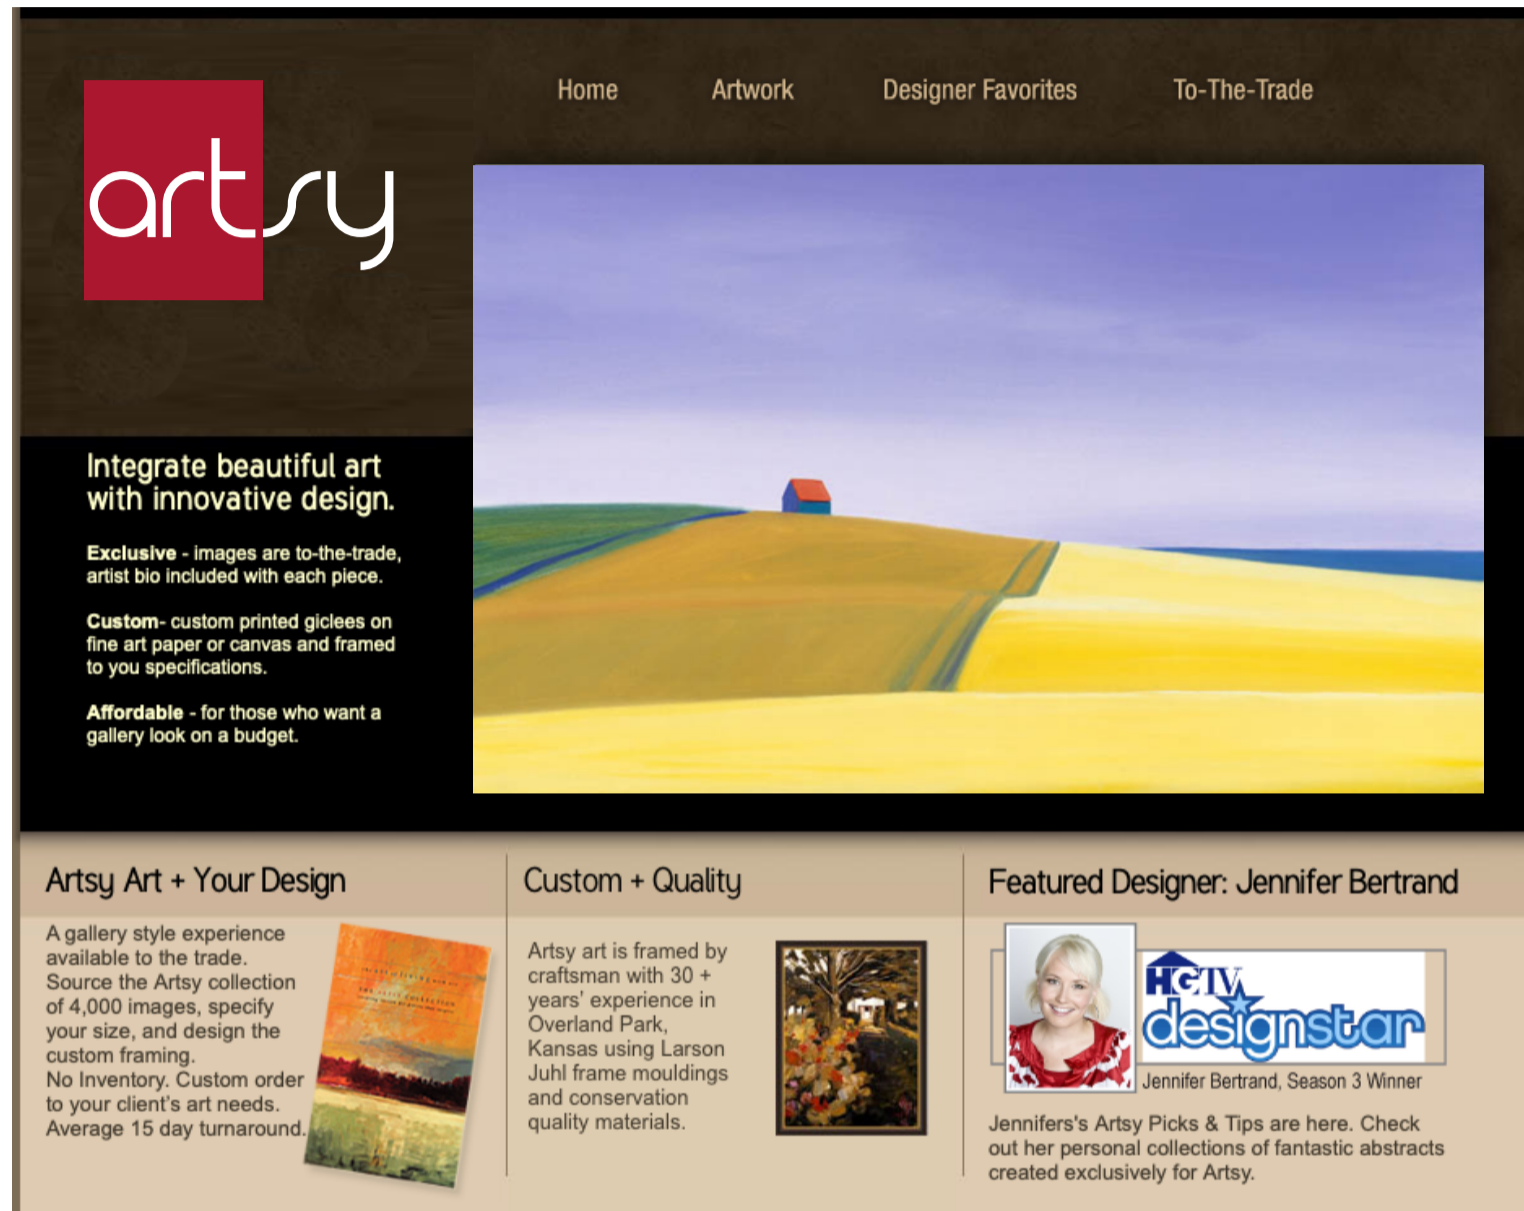 Home
Artwork
Designer Favorites
To-The-Trade
artsy
Integrate beautiful art
with innovative design.
Exclusive - images are to-the-trade,
artist bio included with each piece.
Custom- custom printed giclees on
fine art paper or canvas and framed
to you specifications.
Affordable - for those who want a
gallery look on a budget.
Artsy Art + Your Design
A gallery style experience
available to the trade.
Source the Artsy collection
of 4,000 images, specify
your size, and design the
custom framing.
No Inventory. Custom order
to your client's art needs.
Average 15 day turnaround.
THE ARTSY COLLECTION
Custom + Quality
Artsy art is framed by
craftsman with 30 +
years' experience in
Overland Park,
Kansas using Larson
Juhl frame mouldings
and conservation
quality materials.
Featured Designer: Jennifer Bertrand
HGTV
designstar
Jennifer Bertrand, Season 3 Winner
Jennifers's Artsy Picks & Tips are here. Check
out her personal collections of fantastic abstracts
created exclusively for Artsy.